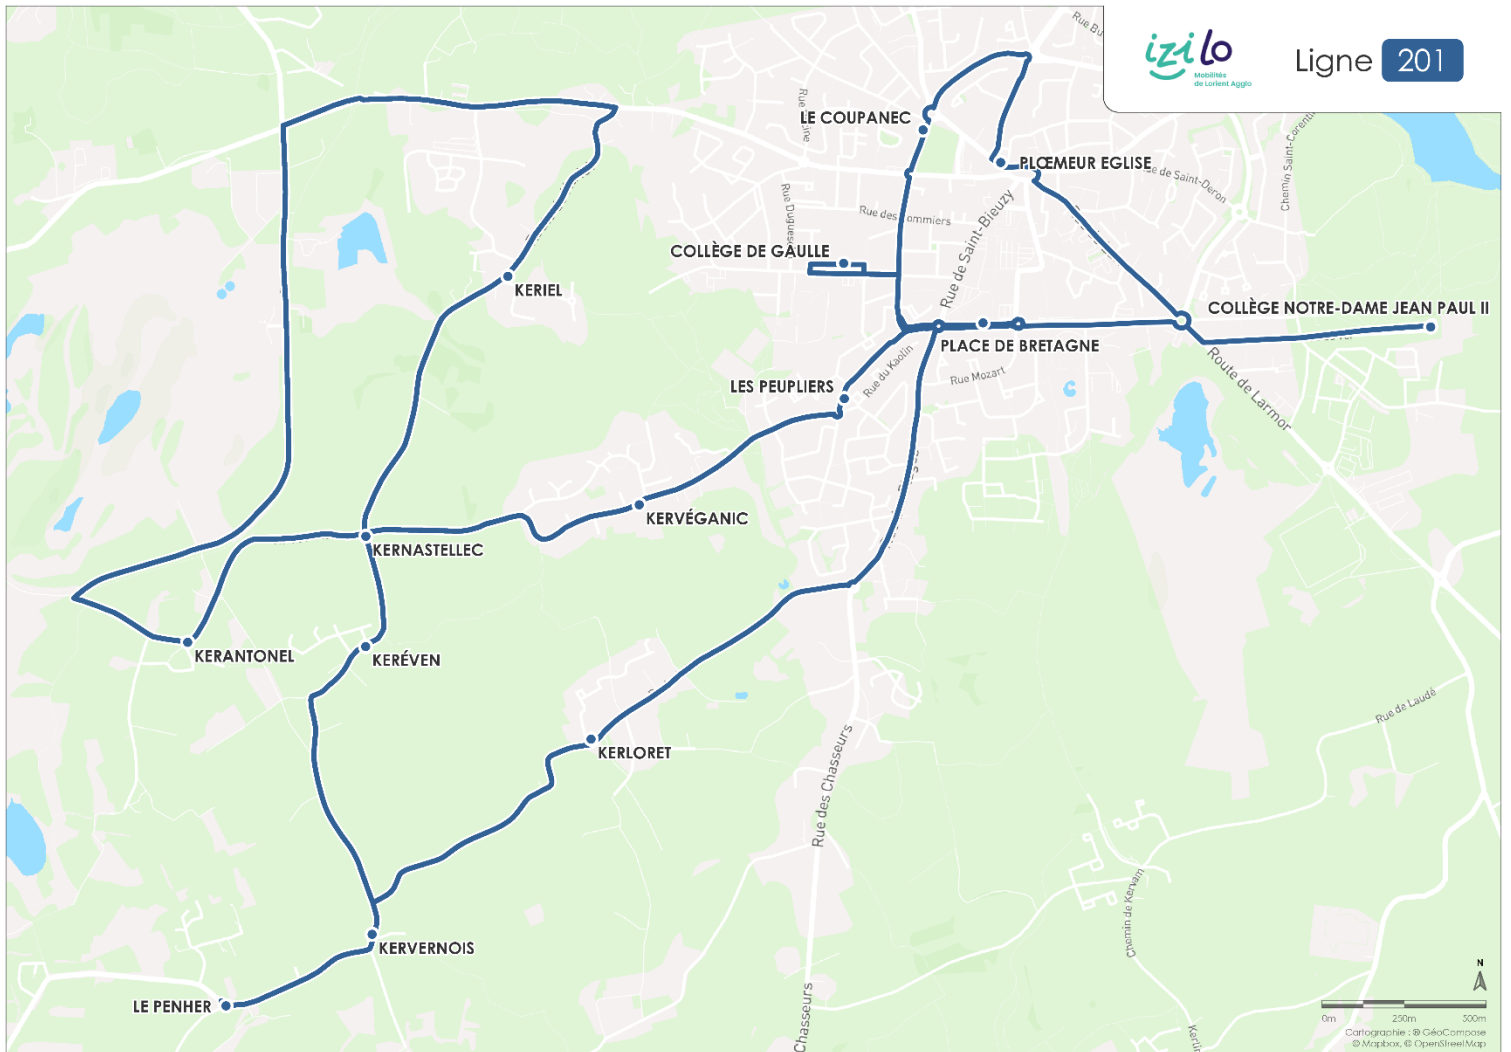 Rue Bu
izilo
Mobilités
de Lorient Agglo
Ligne 201
LE COUPANEC
PLŒMEUR EGLISE
e de Saint-Deron
Chemin Saint-Corentin
Rue des Pommiers
Rue de Saint-Bieuzy
COLLÈGE DE GAULLE
KERIEL
COLLÈGE NOTRE-DAME JEAN PAUL II
PLACE DE BRETAGNE
Route de Larmor
Rue du Kaolin
Rue Mozart
LES PEUPLIERS
KERVÉGANIC
KERNASTELLEC
KERANTONEL
KERÉVEN
Rue de Laudé
KERLORET
Rue des Chasseurs
Chemin de Kervam
KERVERNOIS
LE PENHER
Chasseurs
N
0m 250m 500m
Cartographie : © GéoCompose
© Mapbox, © OpenStreetMap